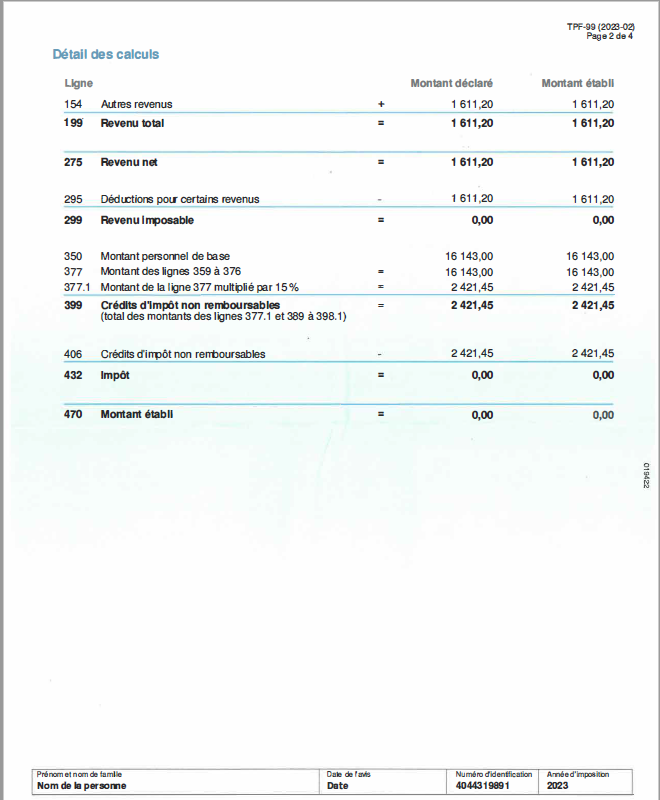 TPF-99 (2023-02)
Page 2 de 4
Détail des calculs
Ligne Montant déclaré Montant établi
154 Autres revenus + 1 611,20 1 611,20
199 Revenu total = 1 611,20 1 611,20
275 Revenu net = 1 611,20 1 611,20
295 Déductions pour certains revenus - 1 611,20 1 611,20
299 Revenu imposable = 0,00 0,00
350 Montant personnel de base 16 143,00 16 143,00
377 Montant des lignes 359 à 376 = 16 143,00 16 143,00
377.1 Montant de la ligne 377 multiplié par 15 % = 2 421,45 2 421,45
399 Crédits d'impôt non remboursables = 2 421,45 2 421,45
(total des montants des lignes 377.1 et 389 à 398.1)
406 Crédits d'impôt non remboursables - 2 421,45 2 421,45
432 Impôt = 0,00 0,00
470 Montant établi = 0,00 0,00
019422
Prénom et nom de famille Date de l'avis Numéro d'identification Année d'imposition
Nom de la personne Date 4044319891 2023